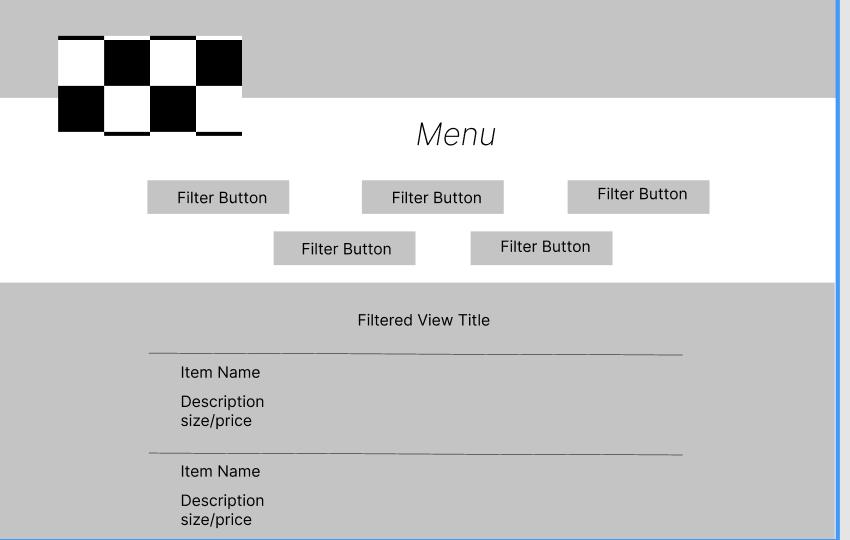 Menu
Filter Button
Filter Button
Filter Button
Filter Button
Filter Button
Filtered View Title
Item Name
Description
size/price
Item Name
Description
size/price